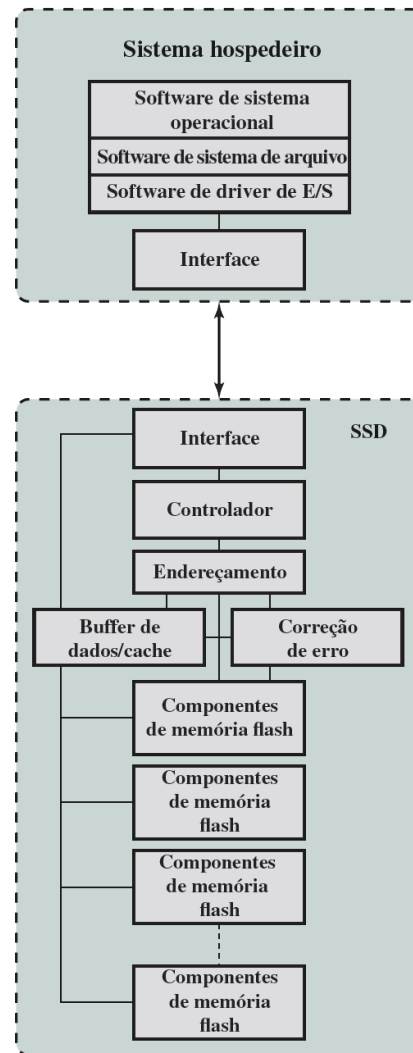 Sistema hospedeiro
Software de sistema
operacional
Software de sistema de arquivo
Software de driver de E/S
Interface
SSD
Interface
Controlador
Endereçamento
Buffer de
dados/cache
Correção
de erro
Componentes
de memória flash
Componentes
de memória
flash
Componentes
de memória
flash
Componentes
de memória
flash